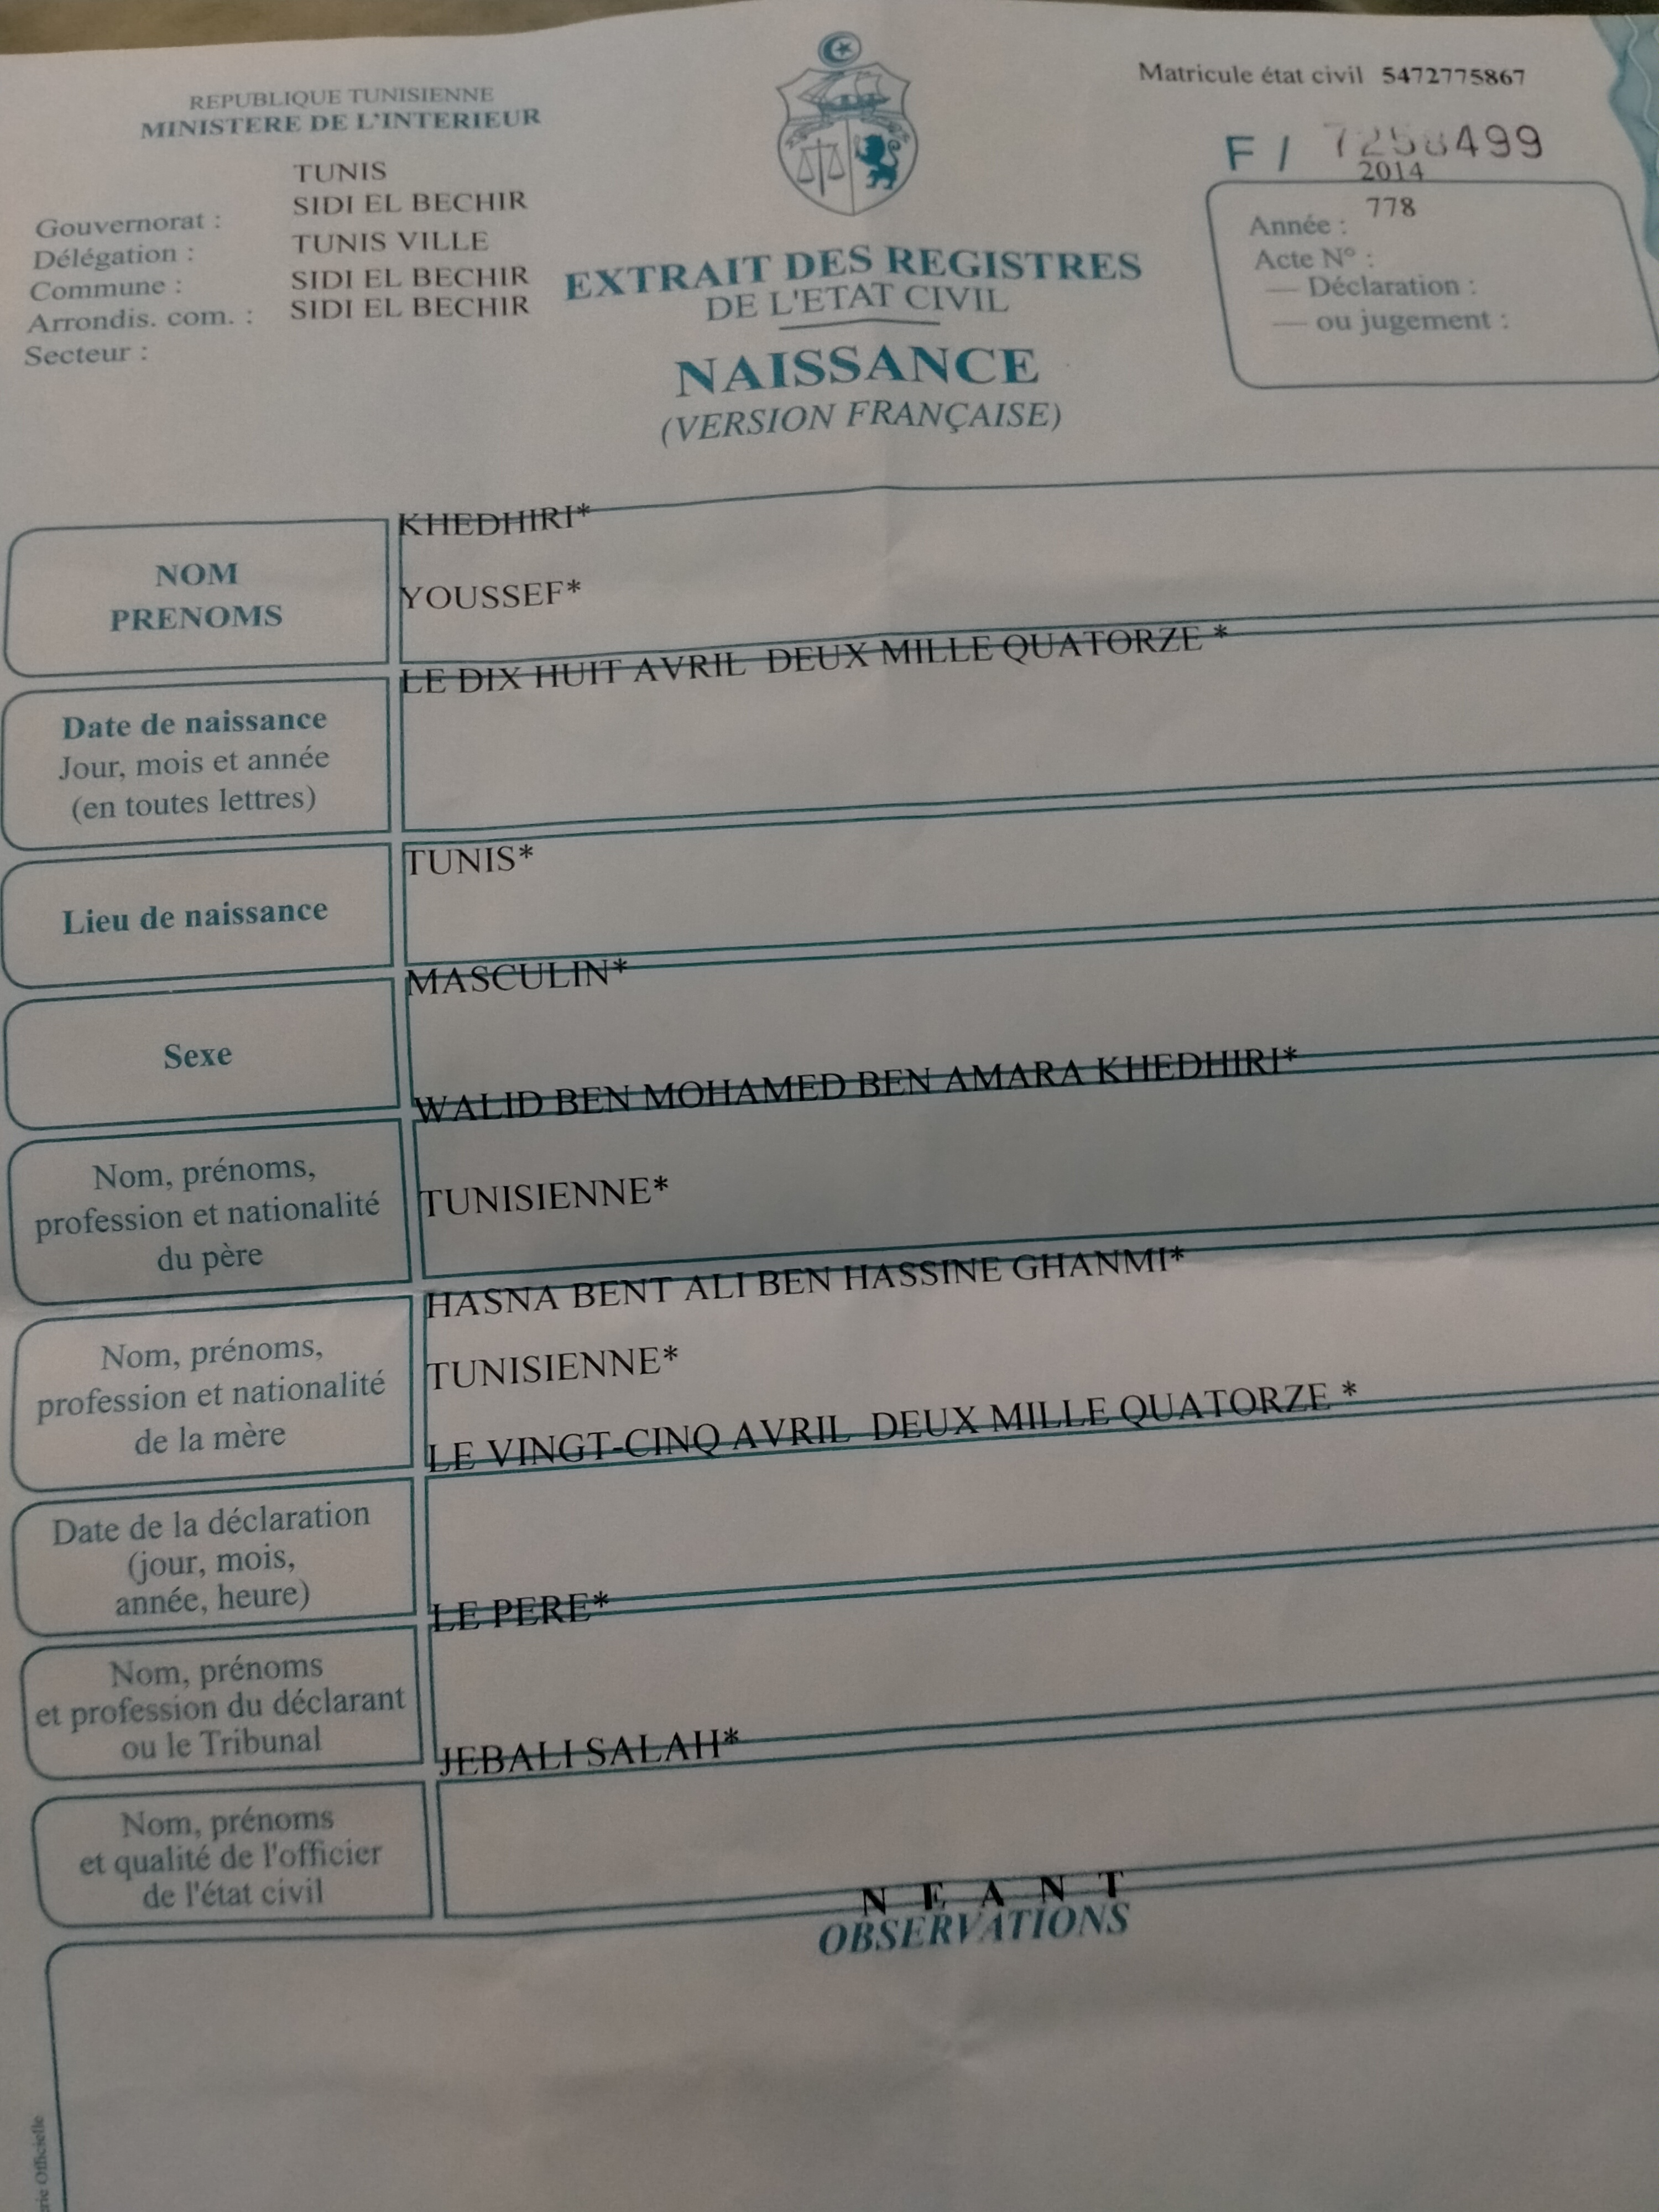 REPUBLIQUE TUNISIENNE
MINISTERE DE L'INTERIEUR
Matricule état civil 5472775867
F / 499
TUNIS
Gouvernorat :
SIDI EL BECHIR
Délégation :
TUNIS VILLE
Commune :
SIDI EL BECHIR
Arrondis. com. :
SIDI EL BECHIR
Secteur :
2014
Année :
778
Acte N° :
— Déclaration :
— ou jugement :
EXTRAIT DES REGISTRES
DE L'ETAT CIVIL
NAISSANCE
(VERSION FRANÇAISE)
NOM
PRENOMS
KHEDHIRI*
YOUSSEF*
Date de naissance
Jour, mois et année
(en toutes lettres)
LE DIX HUIT AVRIL DEUX MILLE QUATORZE *
Lieu de naissance
TUNIS*
Sexe
MASCULIN*
Nom, prénoms,
profession et nationalité
du père
WALID BEN MOHAMED BEN AMARA KHEDHIRI*
TUNISIENNE*
Nom, prénoms,
profession et nationalité
de la mère
HASNA BENT ALI BEN HASSINE GHANMI*
TUNISIENNE*
Date de la déclaration
(jour, mois,
année, heure)
LE VINGT-CINQ AVRIL DEUX MILLE QUATORZE *
Nom, prénoms
et profession du déclarant
ou le Tribunal
LE PERE*
Nom, prénoms
et qualité de l'officier
de l'état civil
JEBALI SALAH*
N E A N T
OBSERVATIONS
Officielle